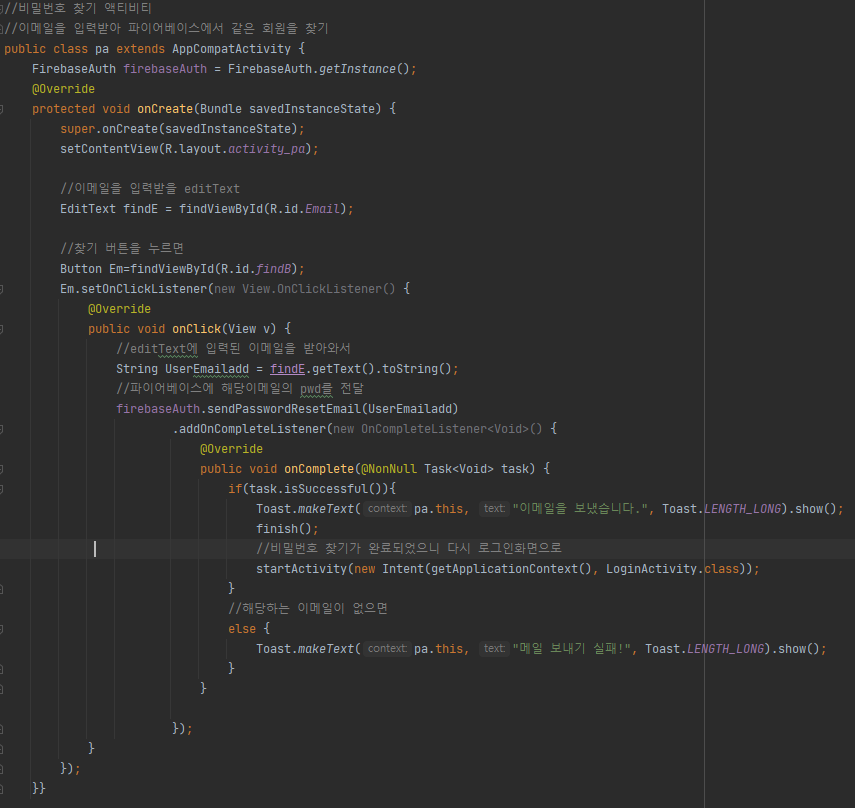 //비밀번호 찾기 액티비티
//이메일을 입력받아 파이어베이스에서 같은 회원을 찾기
public class pa extends AppCompatActivity {
    FirebaseAuth firebaseAuth = FirebaseAuth.getInstance();
    @Override
    protected void onCreate(Bundle savedInstanceState) {
        super.onCreate(savedInstanceState);
        setContentView(R.layout.activity_pa);
        //이메일을 입력받을 editText
        EditText findE = findViewById(R.id.Email);
        //찾기 버튼을 누르면
        Button Em=findViewById(R.id.findB);
        Em.setOnClickListener(new View.OnClickListener() {
            @Override
            public void onClick(View v) {
                //editText에 입력된 이메일을 받아와서
                String UserEmailadd = findE.getText().toString();
                //파이어베이스에 해당이메일의 pwd를 전달
                firebaseAuth.sendPasswordResetEmail(UserEmailadd)
                        .addOnCompleteListener(new OnCompleteListener<Void>() {
                            @Override
                            public void onComplete(@NonNull Task<Void> task) {
                                if(task.isSuccessful()){
                                    Toast.makeText( context: pa.this, text: "이메일을 보냈습니다.", Toast.LENGTH_LONG).show();
                                    finish();
                                    //비밀번호 찾기가 완료되었으니 다시 로그인화면으로
                                    startActivity(new Intent(getApplicationContext(), LoginActivity.class));
                                }
                                //해당하는 이메일이 없으면
                                else {
                                    Toast.makeText( context: pa.this, text: "메일 보내기 실패!", Toast.LENGTH_LONG).show();
                                }
                            }
                        });
            }
        });
    }}